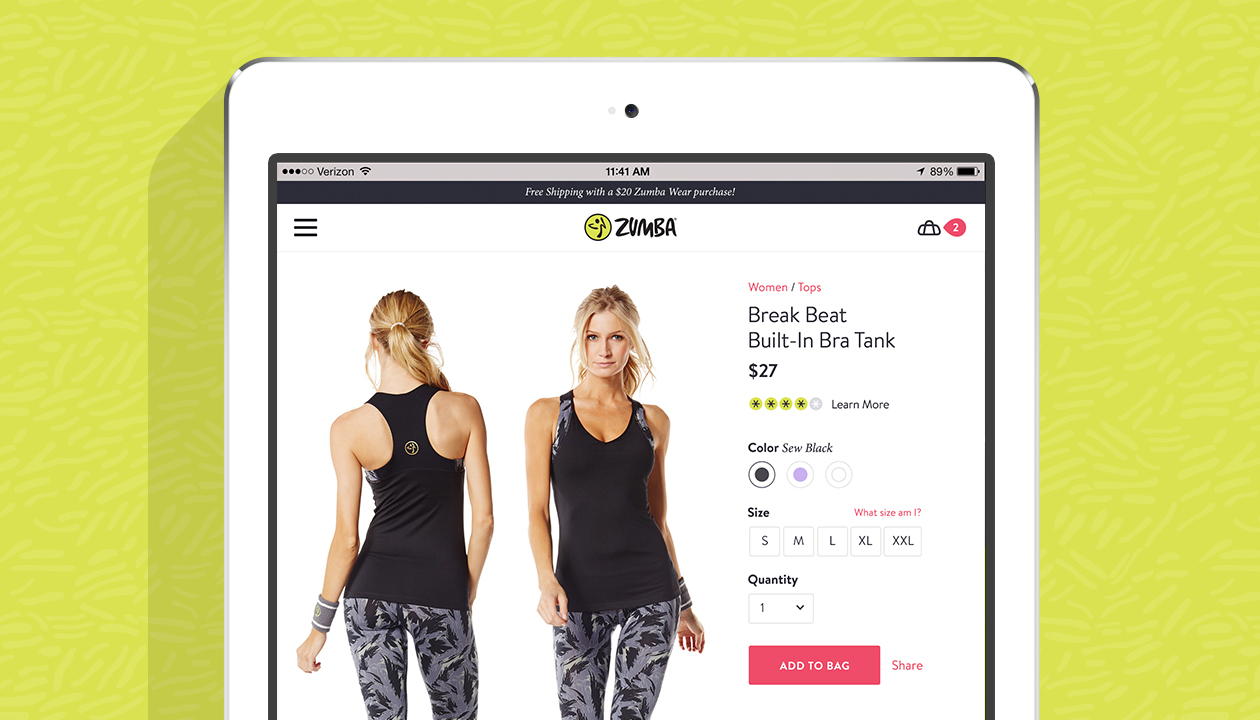 Verizon 11:41 AM 89%
Free Shipping with a $20 Zumba Wear purchase!
ZUMBA 2
Women / Tops
Break Beat
Built-In Bra Tank
$27
Learn More
Color Sew Black
Size What size am I?
S M L XL XXL
Quantity
1
ADD TO BAG Share